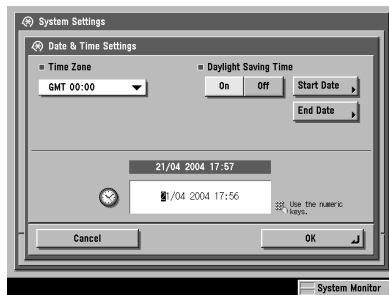 System Settings
Date & Time Settings
Time Zone
Daylight Saving Time
GMT 00:00
On Off Start Date
End Date
21/04 2004 17:57
21/04 2004 17:56
Use the numeric
keys.
Cancel OK
System Monitor